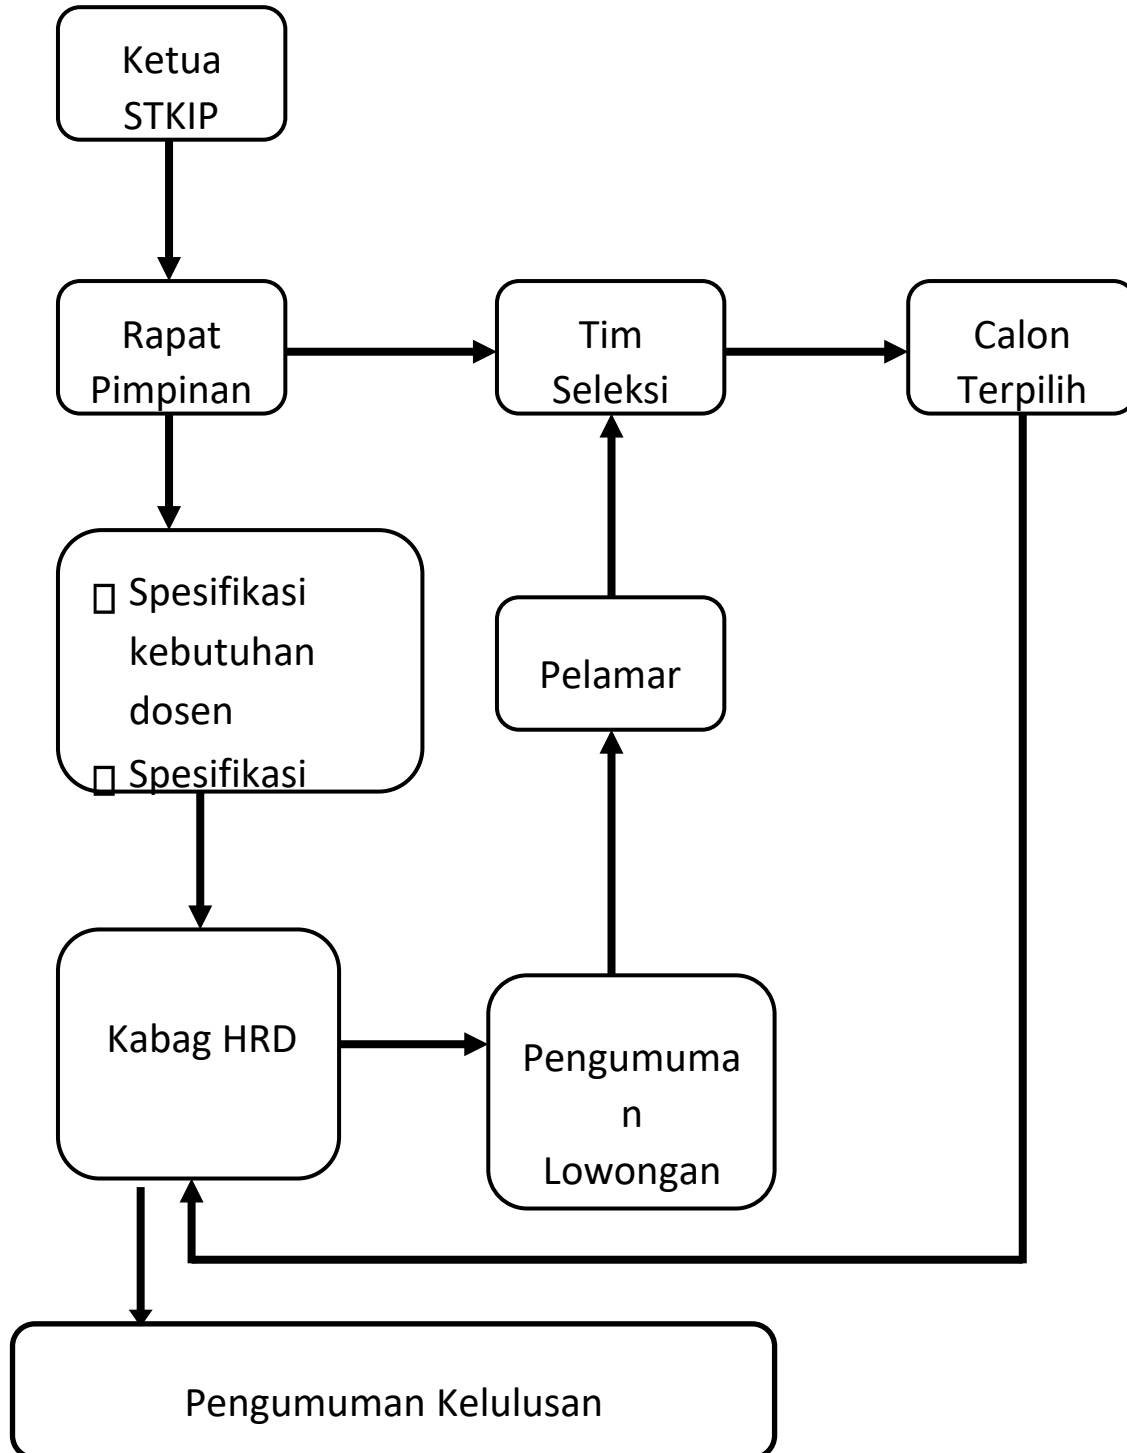 Ketua
STKIP
Rapat
Pimpinan
Tim
Seleksi
Calon
Terpilih
Spesifikasi
kebutuhan
dosen
Spesifikasi
Pelamar
Kabag HRD
Pengumuma
n
Lowongan
Pengumuman Kelulusan